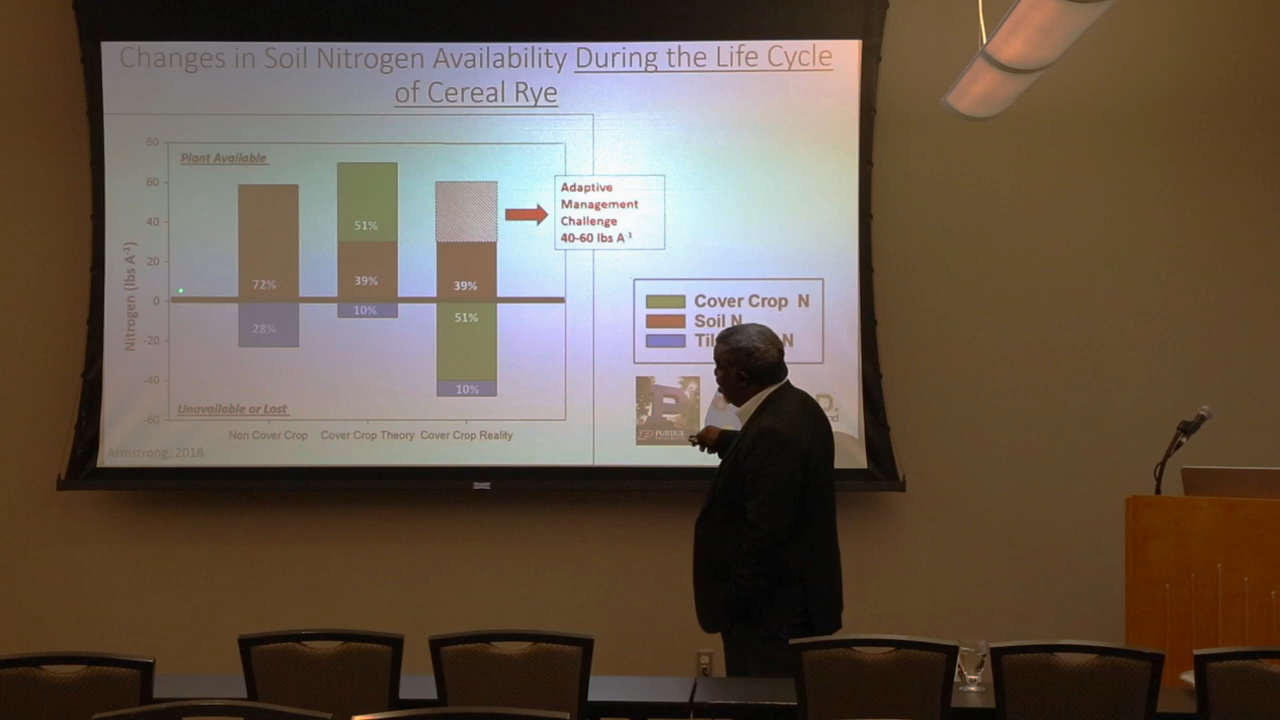 Changes in Soil Nitrogen Availability During the Life Cycle
of Cereal Rye
80
60
40
20
0
-20
-40
-60
Nitrogen (lbs A-1)
Plant Available
51%
72%
39%
39%
28%
10%
51%
10%
Unavailable or Lost
Non Cover Crop
Cover Crop Theory
Cover Crop Reality
Adaptive
Management
Challenge
40-60 lbs A-1
Cover Crop N
Soil N
N
PURDUE
D.
Armstrong, 2018